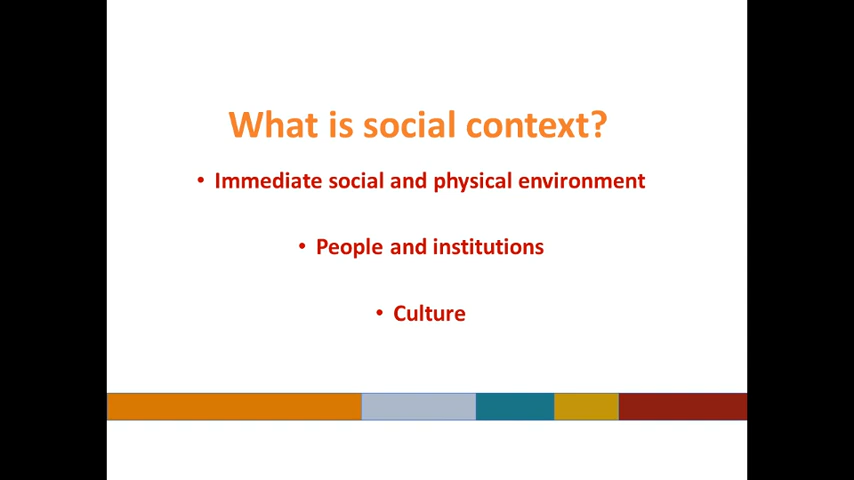 What is social context?
• Immediate social and physical environment
• People and institutions
• Culture